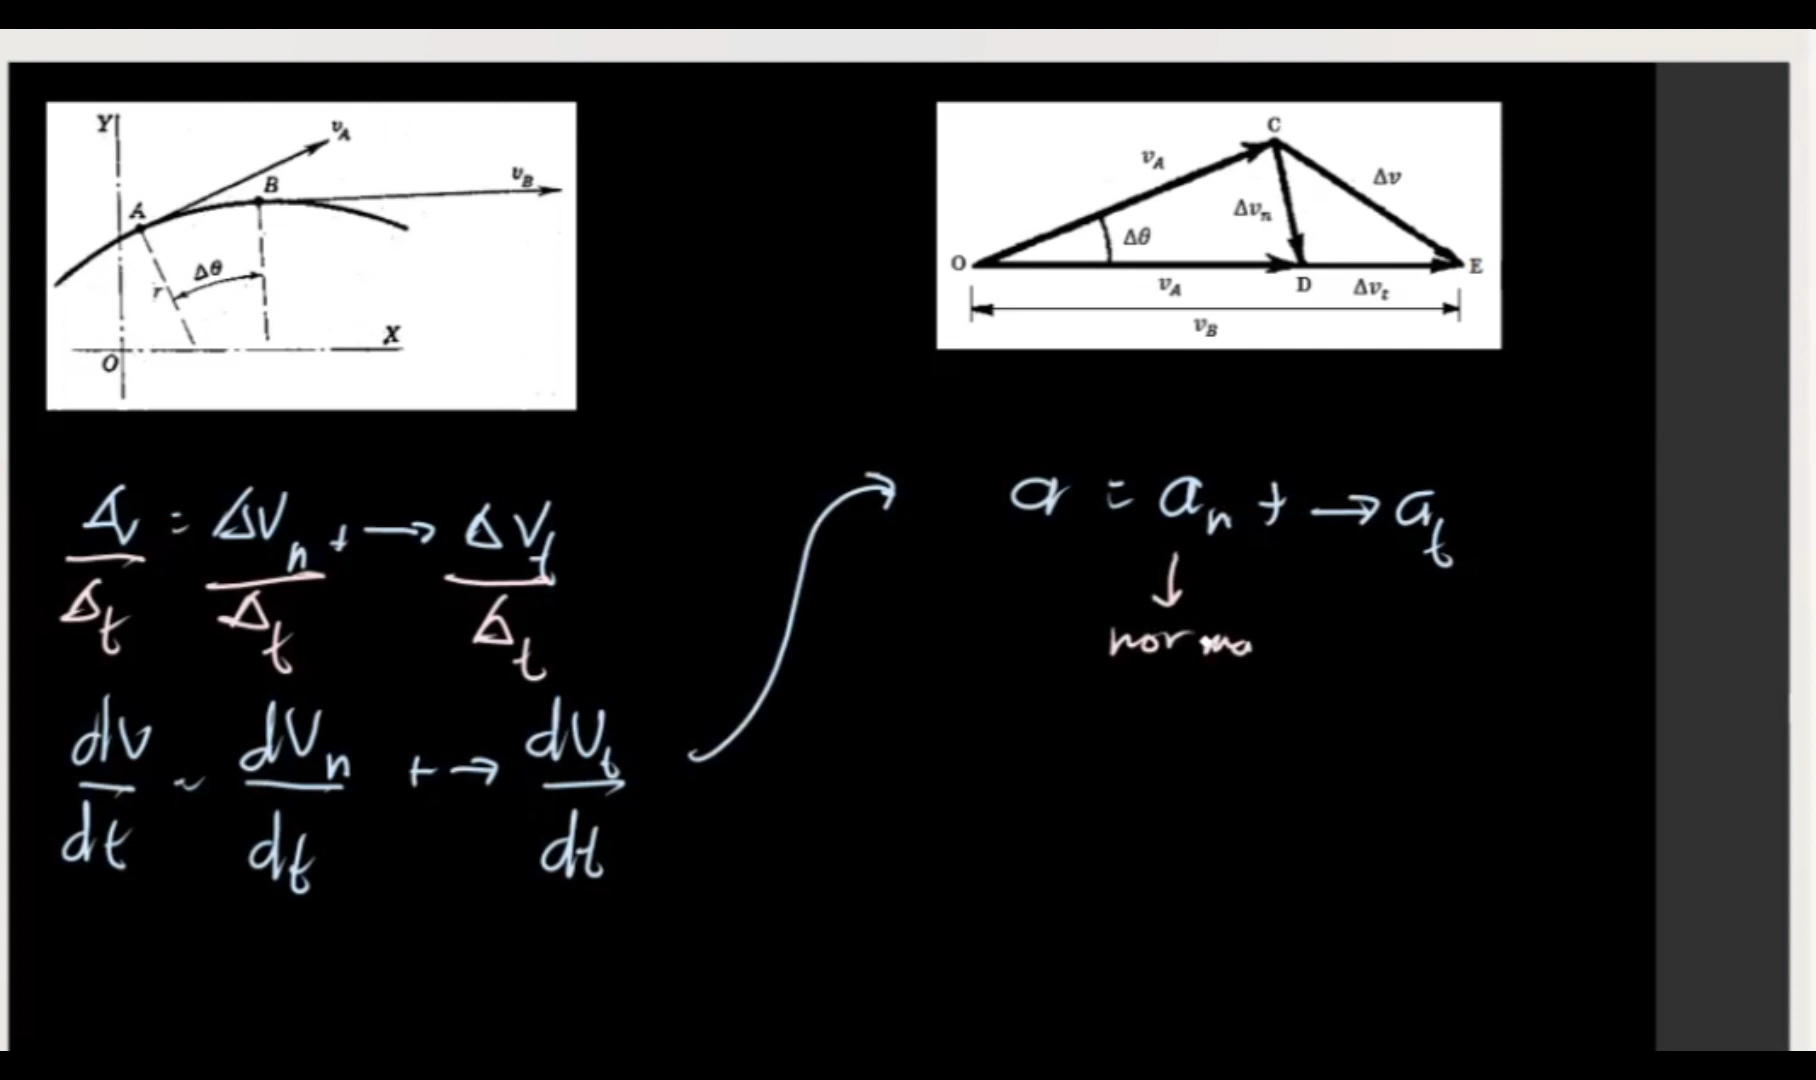 Y
v_A
B
v_B
A
Δθ
r
X
O
C
v_A
Δv
Δv_n
Δθ
O
v_A
D
Δv_t
E
v_B
Δv/Δt = ΔV_n/Δt +→ ΔV_t/Δt
dv/dt = dV_n/dt +→ dV_t/dt
a = a_n +→ a_t
↓
norma